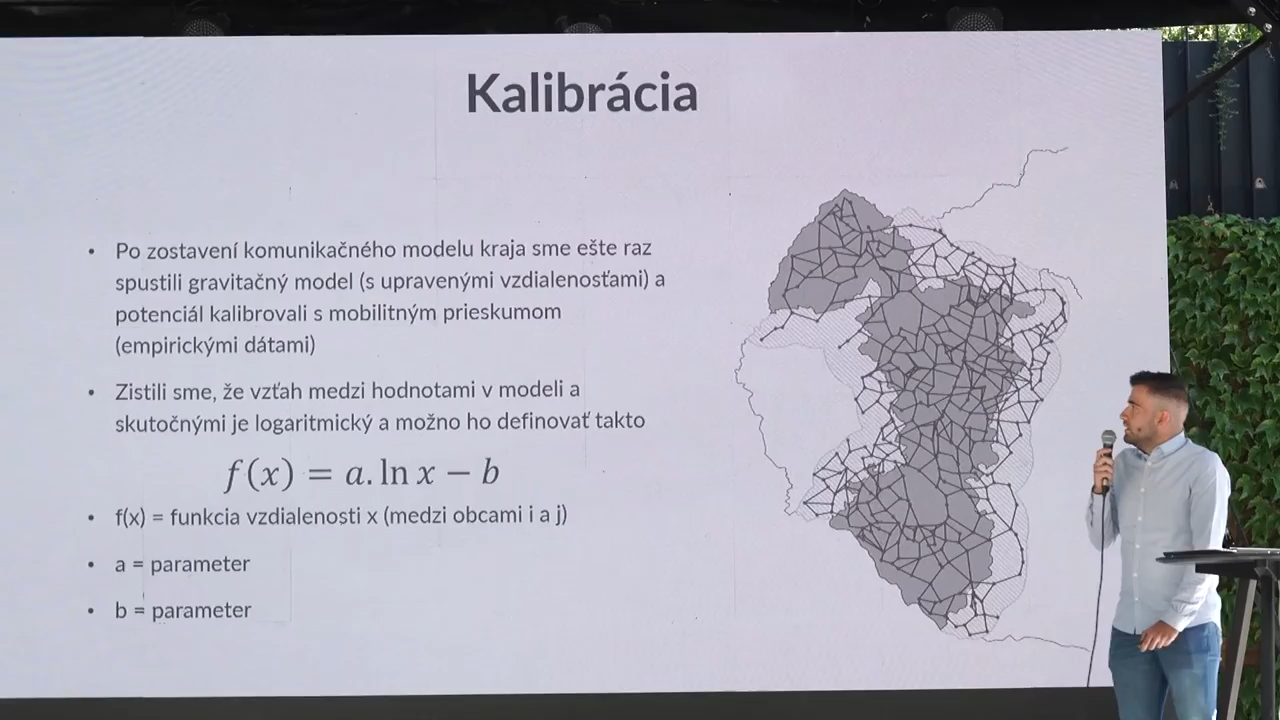 Kalibrácia
• Po zostavení komunikačného modelu kraja sme ešte raz
spustili gravitačný model (s upravenými vzdialenosťami) a
potenciál kalibrovali s mobilitným prieskumom
(empirickými dátami)
• Zistili sme, že vzťah medzi hodnotami v modeli a
skutočnými je logaritmický a možno ho definovať takto
f(x) = a. ln x − b
• f(x) = funkcia vzdialenosti x (medzi obcami i a j)
• a = parameter
• b = parameter